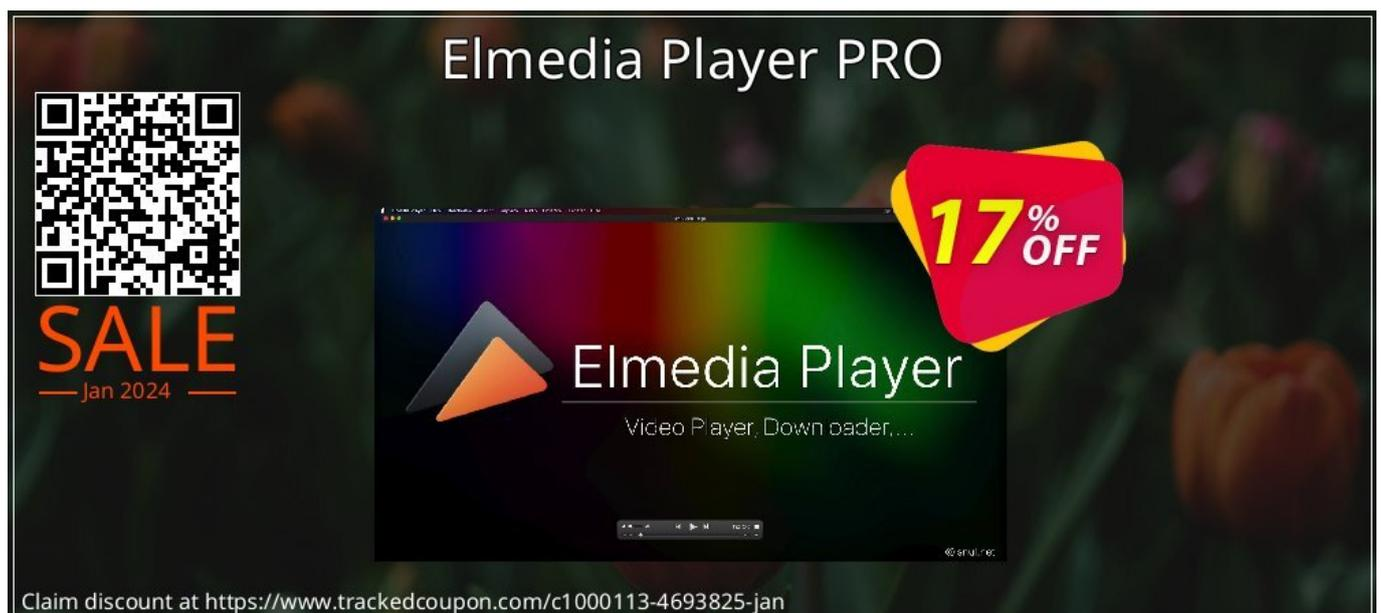 Elmedia Player PRO
17% OFF
SALE
Jan 2024
Elmedia Player
Video Player, Down oader,...
Claim discount at https://www.trackedcoupon.com/c1000113-4693825-jan